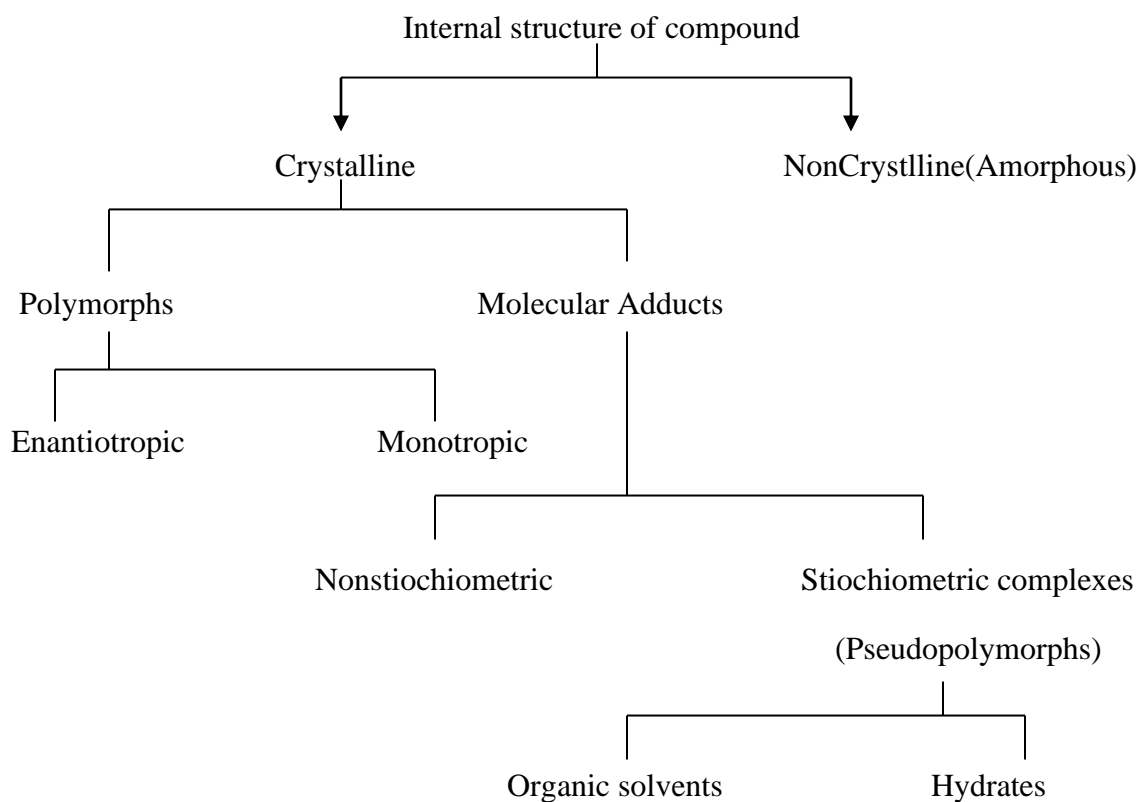 Internal structure of compound
Crystalline
NonCrystlline(Amorphous)
Polymorphs
Molecular Adducts
Enantiotropic
Monotropic
Nonstiochiometric
Stiochiometric complexes
(Pseudopolymorphs)
Organic solvents
Hydrates